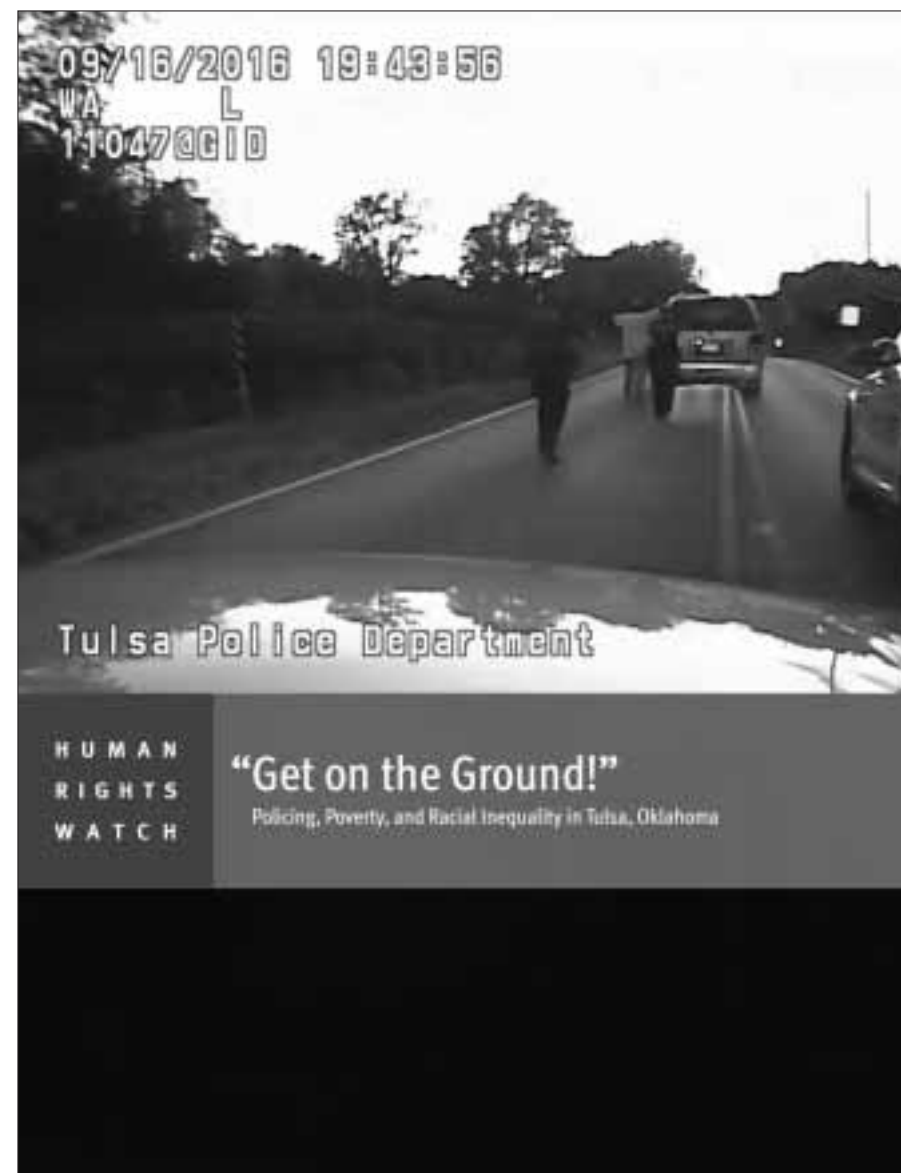 09/16/2016 19:43:56
WA L
11047@GID
Tulsa Police Department
HUMAN
RIGHTS
WATCH
“Get on the Ground!”
Policing, Poverty, and Racial Inequality in Tulsa, Oklahoma